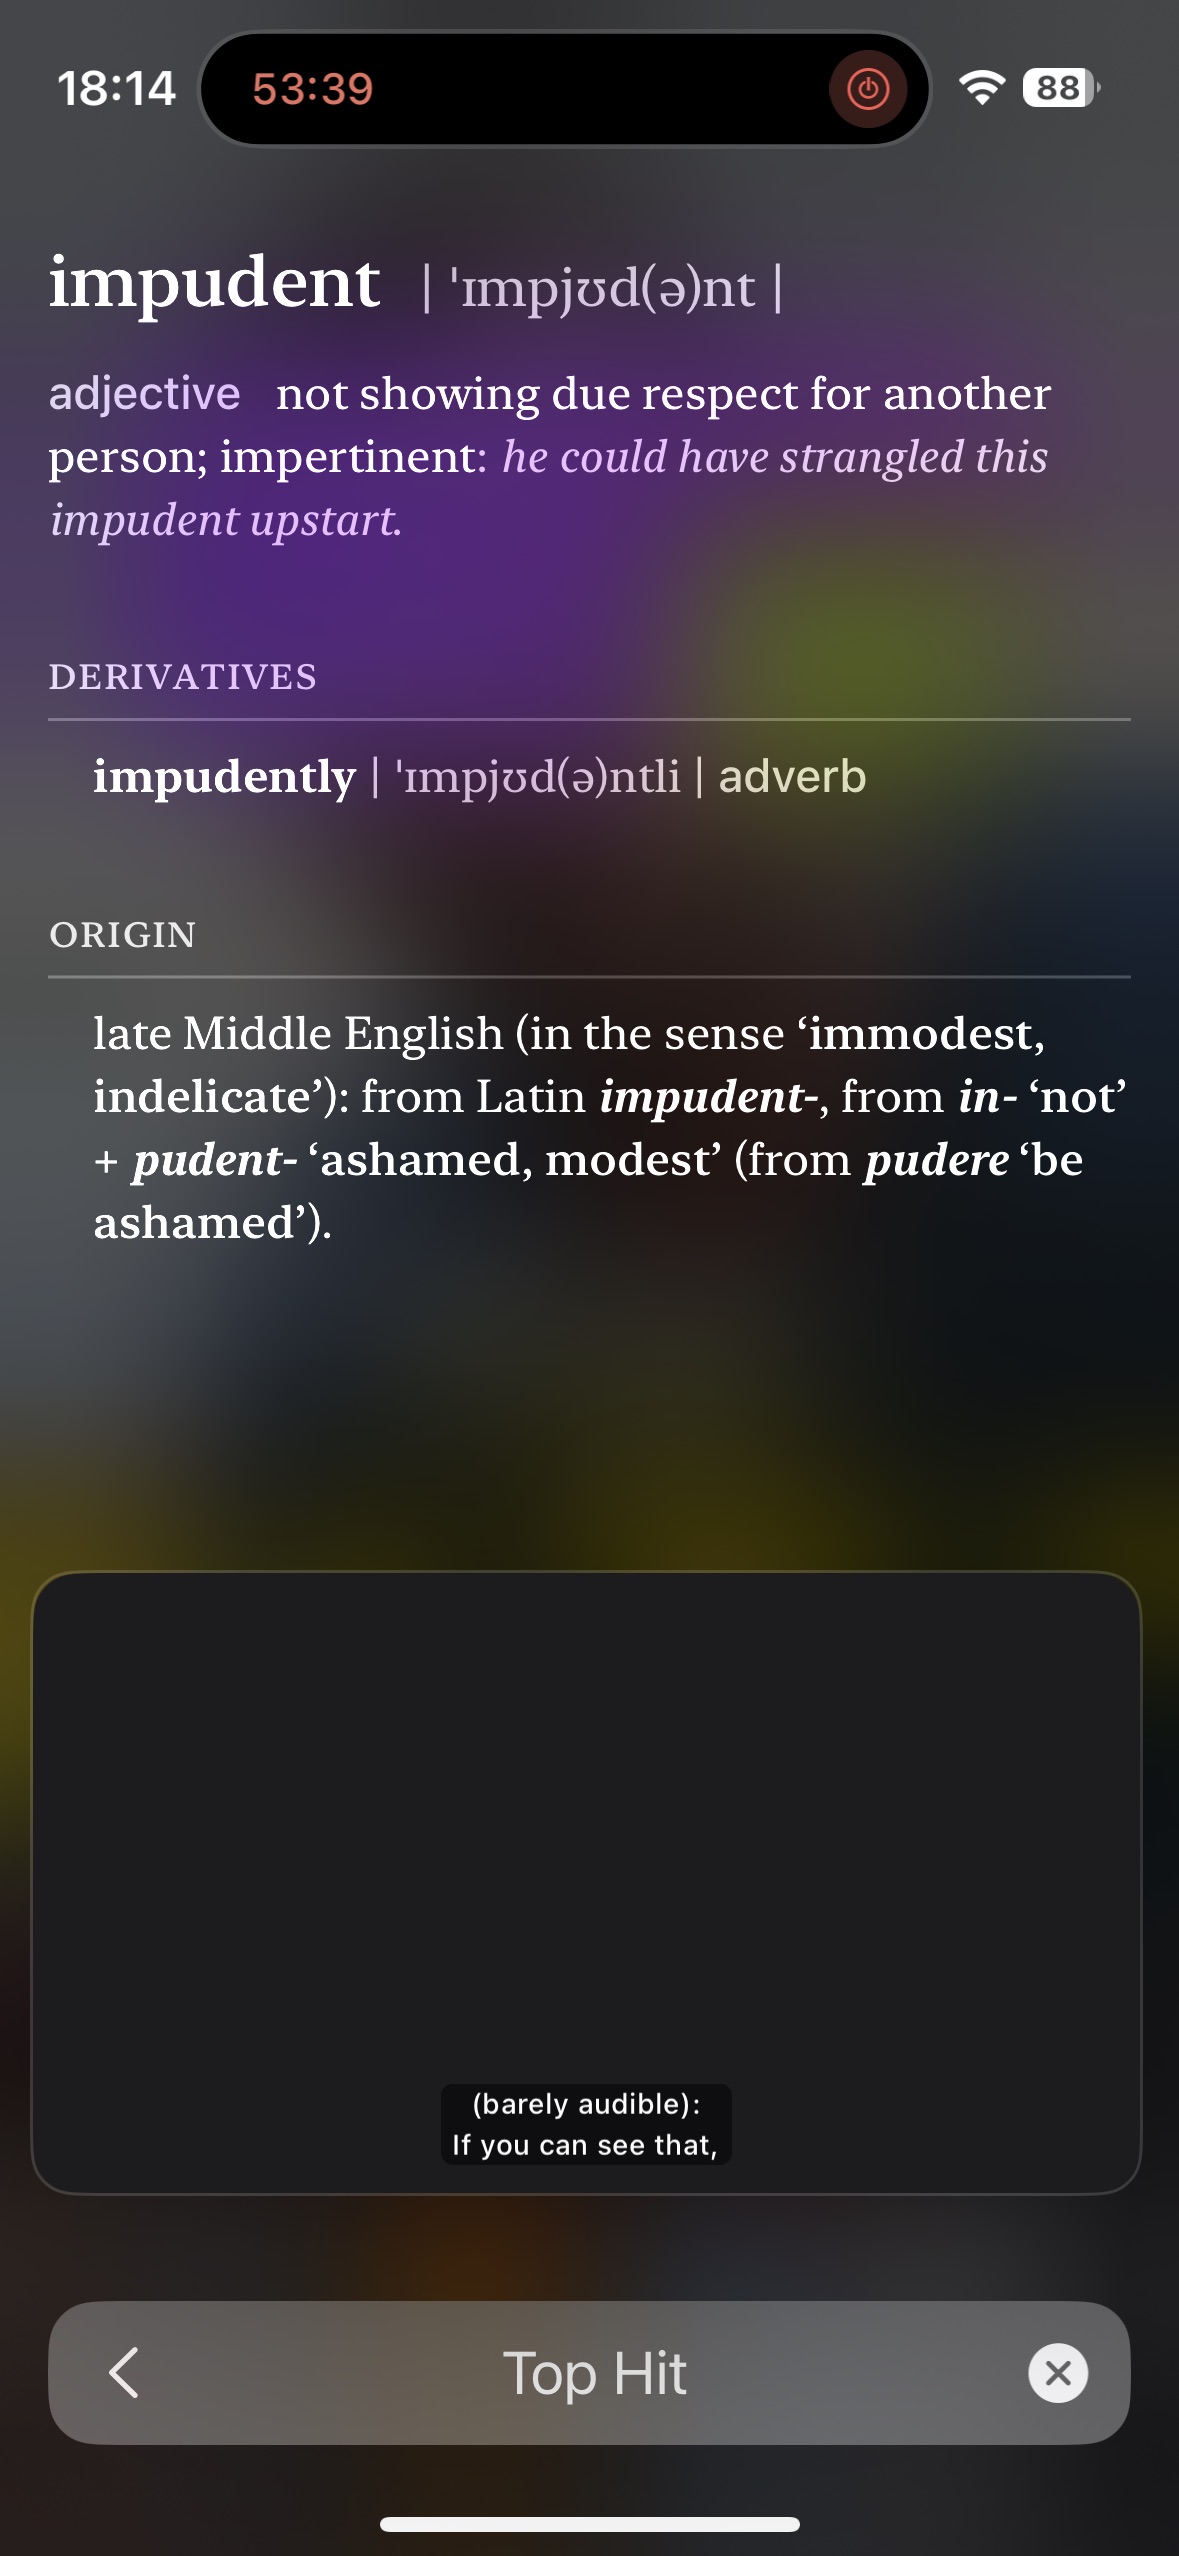 18:14
53:39
88
impudent | ˈɪmpjʊd(ə)nt |
adjective not showing due respect for another
person; impertinent: he could have strangled this
impudent upstart.
DERIVATIVES
impudently | ˈɪmpjʊd(ə)ntli | adverb
ORIGIN
late Middle English (in the sense ‘immodest,
indelicate’): from Latin impudent-, from in- ‘not’
+ pudent- ‘ashamed, modest’ (from pudere ‘be
ashamed’).
(barely audible):
If you can see that,
Top Hit